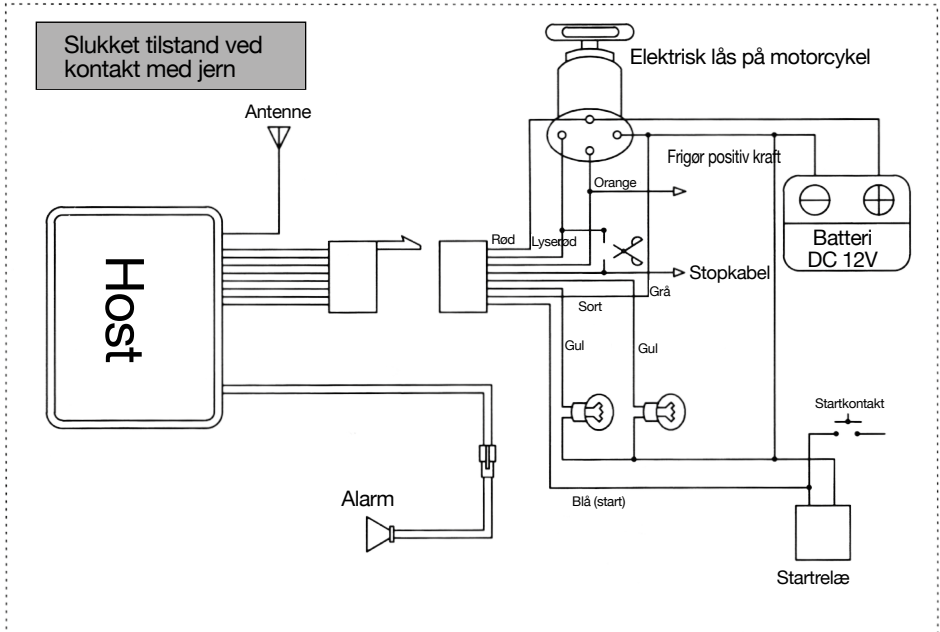 Slukket tilstand ved
kontakt med jern
Elektrisk lås på motorcykel
Antenne
Frigør positiv kraft
Orange
Host
Rød
Lyserød
Batteri
DC 12V
Stopkabel
Grå
Sort
Gul
Gul
Startkontakt
Alarm
Blå (start)
Startrelæ